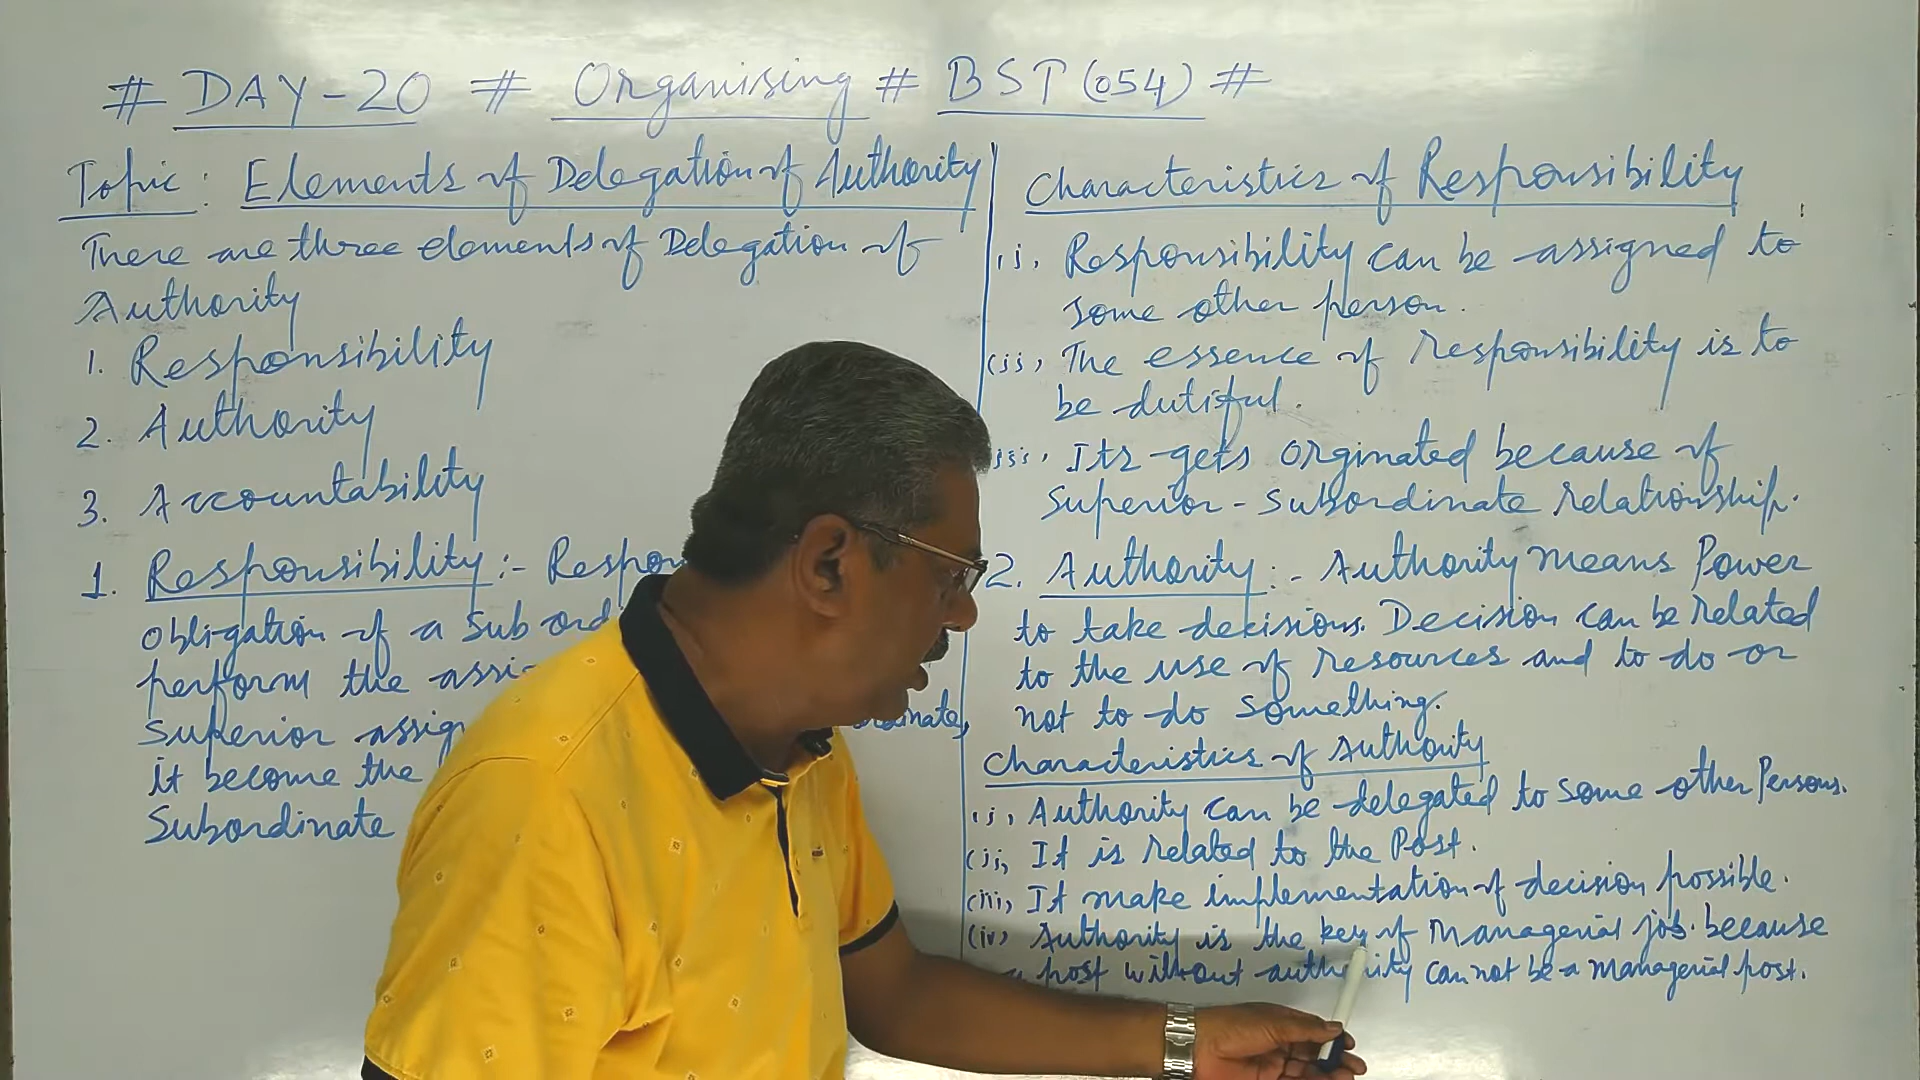 # DAY-20 # Organising # BST (054) #
Topic : Elements of Delegation of Authority
There are three elements of Delegation of
Authority
1. Responsibility
2. Authority
3. Accountability
1. Responsibility :-
obligation of a
perform the
superior
it become the
Subordinate
Characteristics of Responsibility
(i) Responsibility can be assigned to
some other person.
(ii) The essence of responsibility is to
be dutiful.
(iii) Its gets orginated because of
Superior - subordinate relationship.
2. Authority :- Authority means Power
to take decisions. Decision can be related
to the use of resources and to do or
not to do something.
Characteristics of Authority
(i) Authority can be delegated to some other Persons.
(ii) It is related to the Post.
(iii) It make implementation of decision possible.
(iv) Authority is the key of Managerial job. because
a post without authority can not be a managerial post.